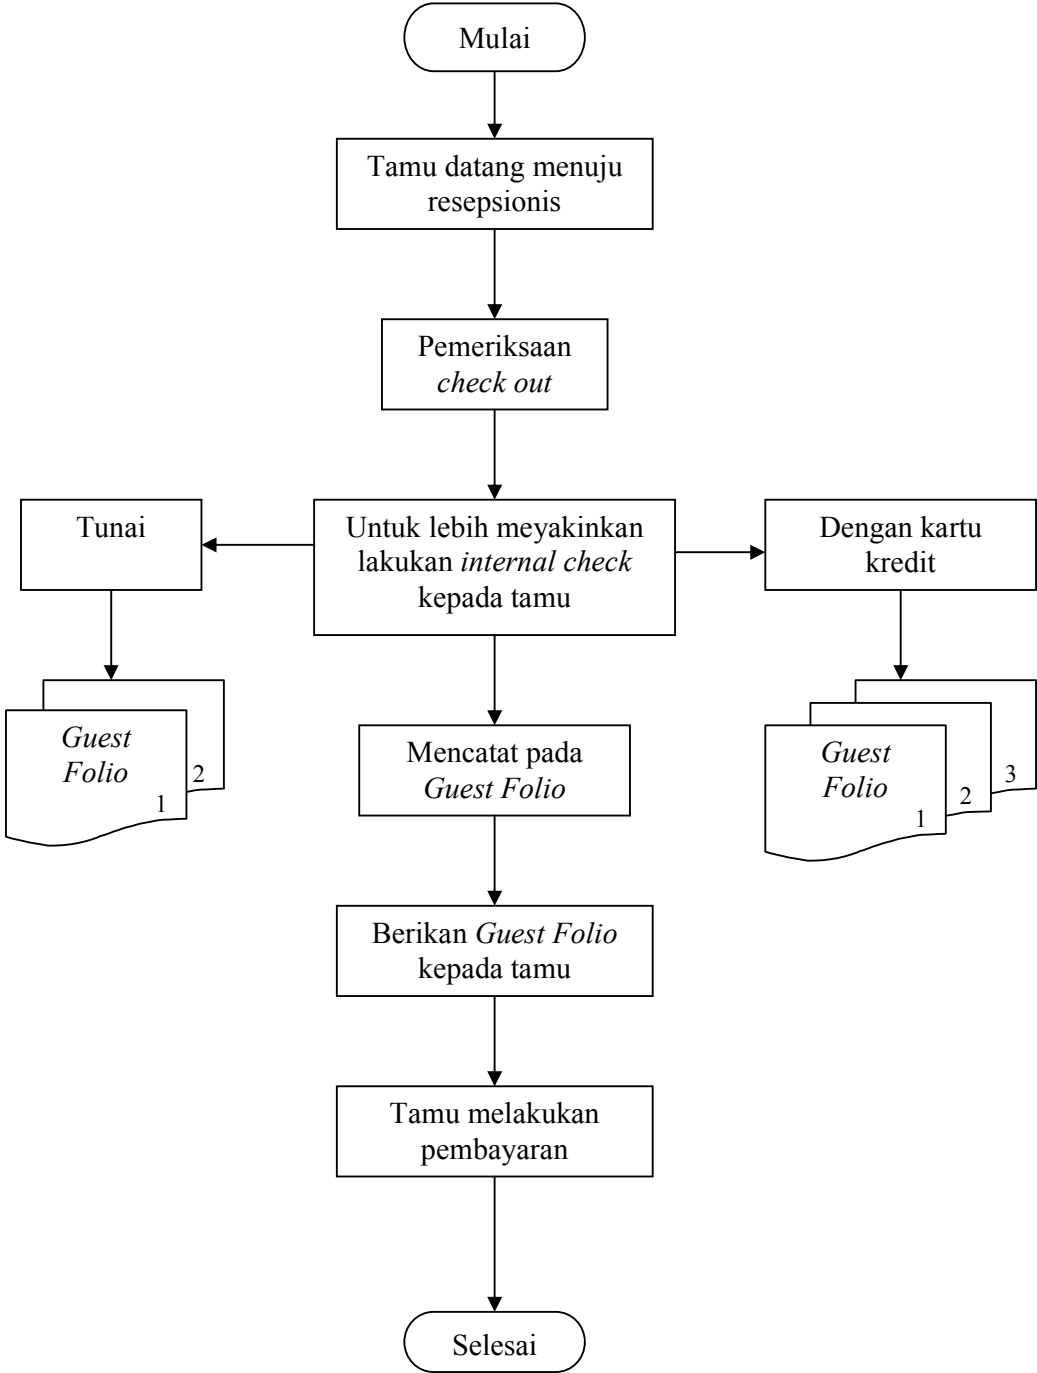 Mulai
Tamu datang menuju
resepsionis
Pemeriksaan
check out
Tunai
Untuk lebih meyakinkan
lakukan internal check
kepada tamu
Dengan kartu
kredit
Guest
Folio
1
2
Mencatat pada
Guest Folio
Guest
Folio
1
2
3
Berikan Guest Folio
kepada tamu
Tamu melakukan
pembayaran
Selesai